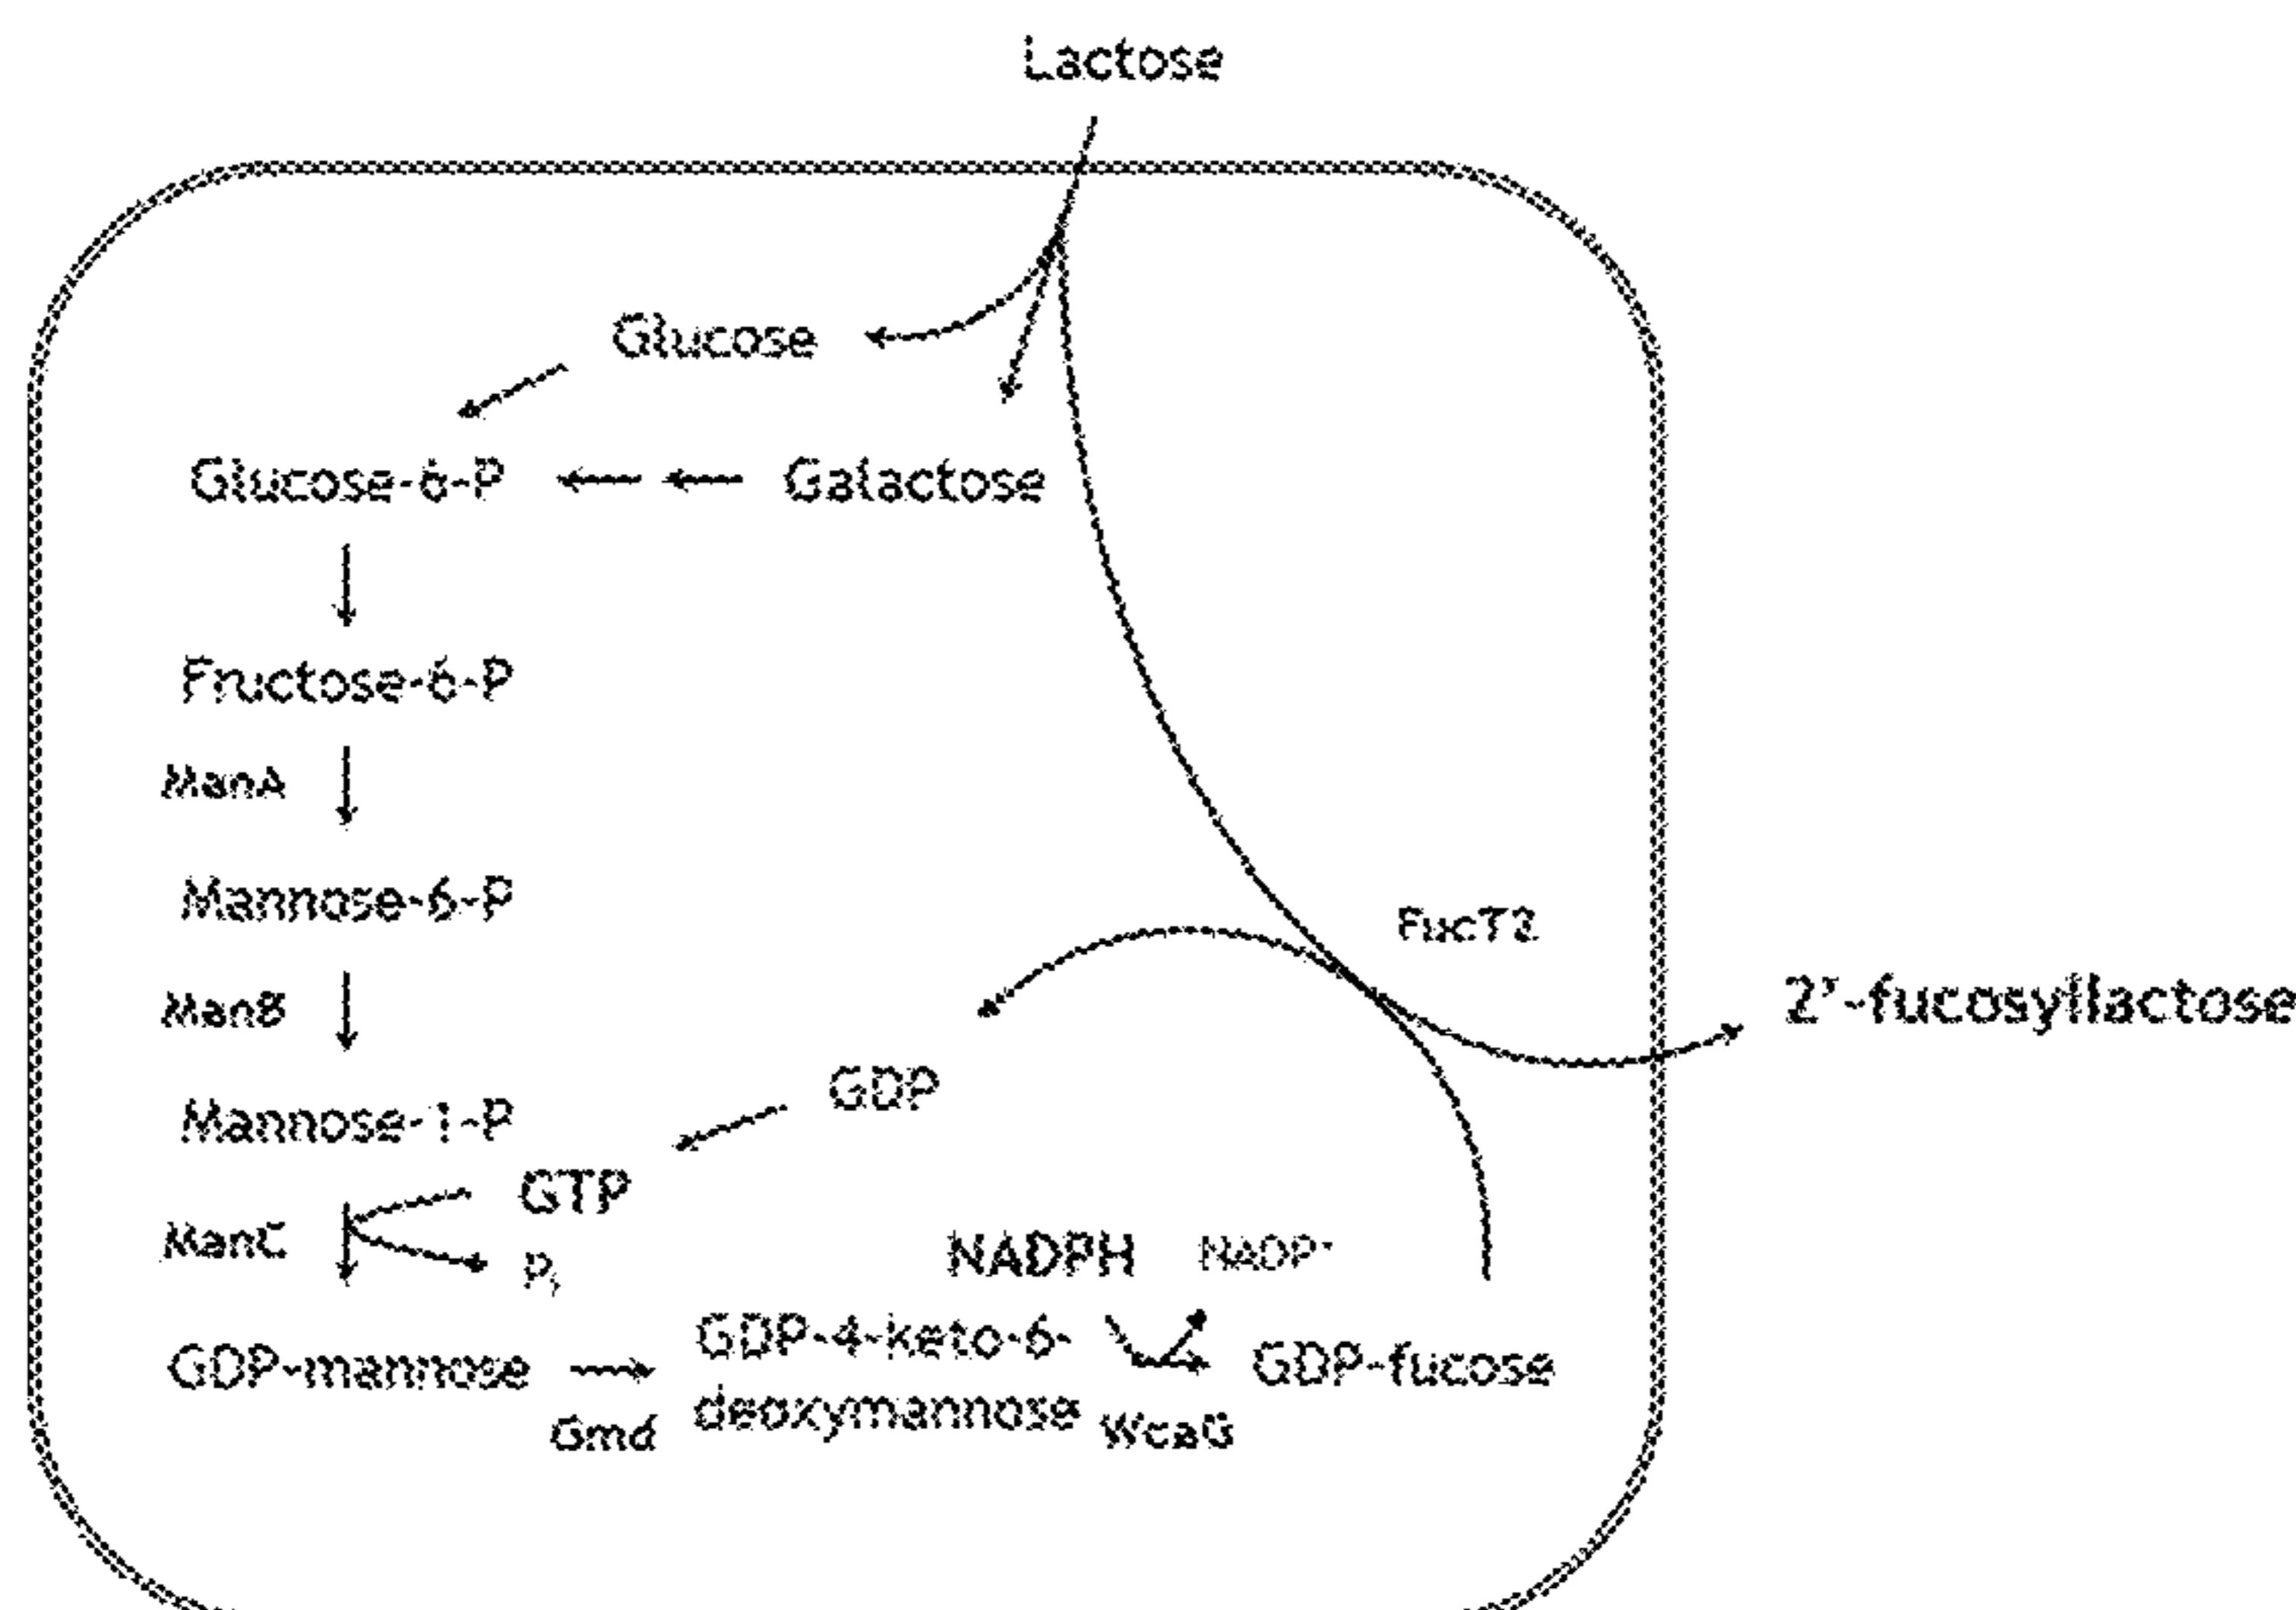 Lactose
Glucose
Glucose-6-P
Galactose
Fructose-6-P
ManA
Mannose-6-P
FucT2
2'-fucosyllactose
ManB
GDP
Mannose-1-P
GTP
ManC
Pi
NADPH
NADP+
GDP-mannose
GDP-4-keto-6-
deoxymannose
GDP-fucose
Gmd
WcaG